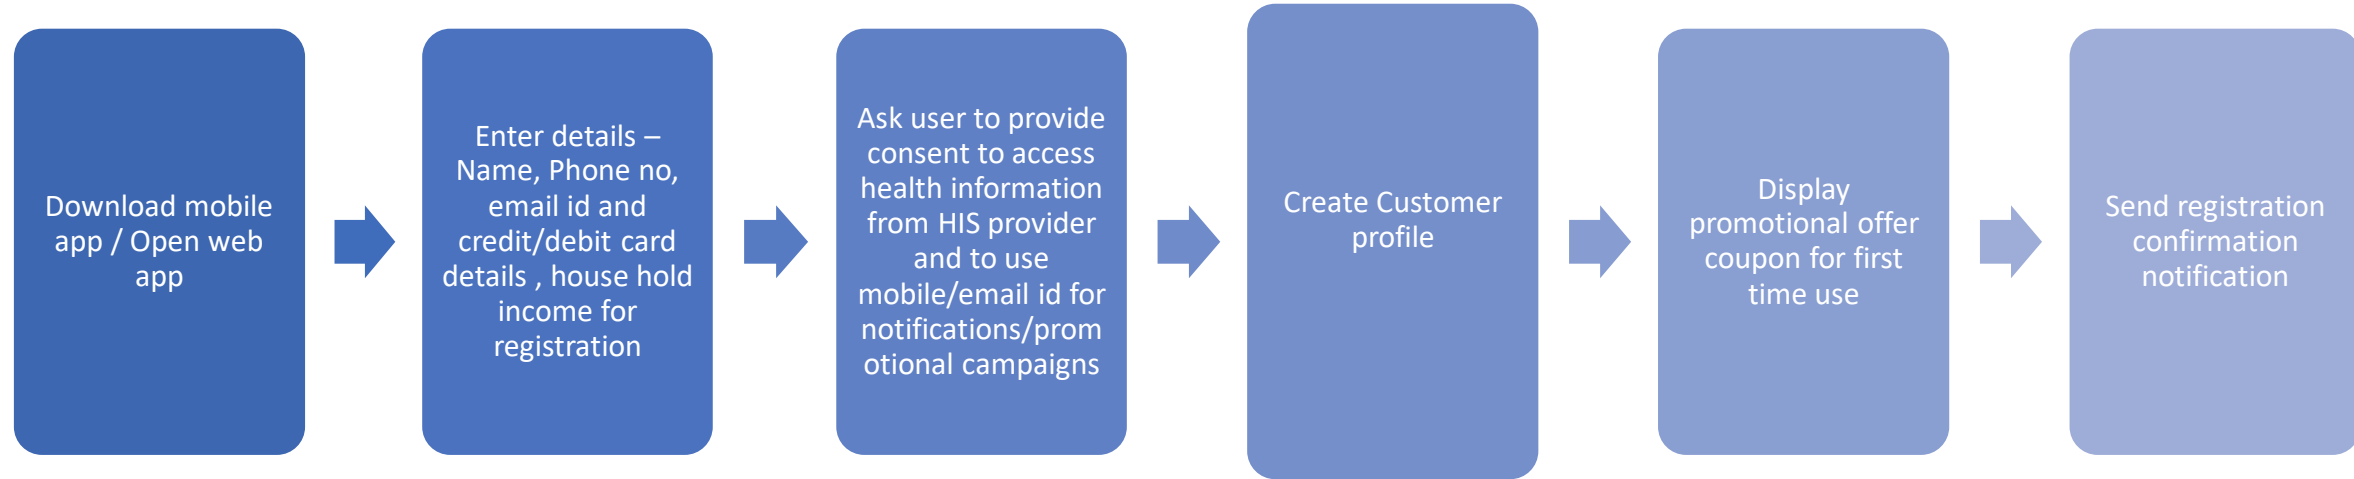 Download mobile
app / Open web
app
Enter details –
Name, Phone no,
email id and
credit/debit card
details , house hold
income for
registration
Ask user to provide
consent to access
health information
from HIS provider
and to use
mobile/email id for
notifications/prom
otional campaigns
Create Customer
profile
Display
promotional offer
coupon for first
time use
Send registration
confirmation
notification